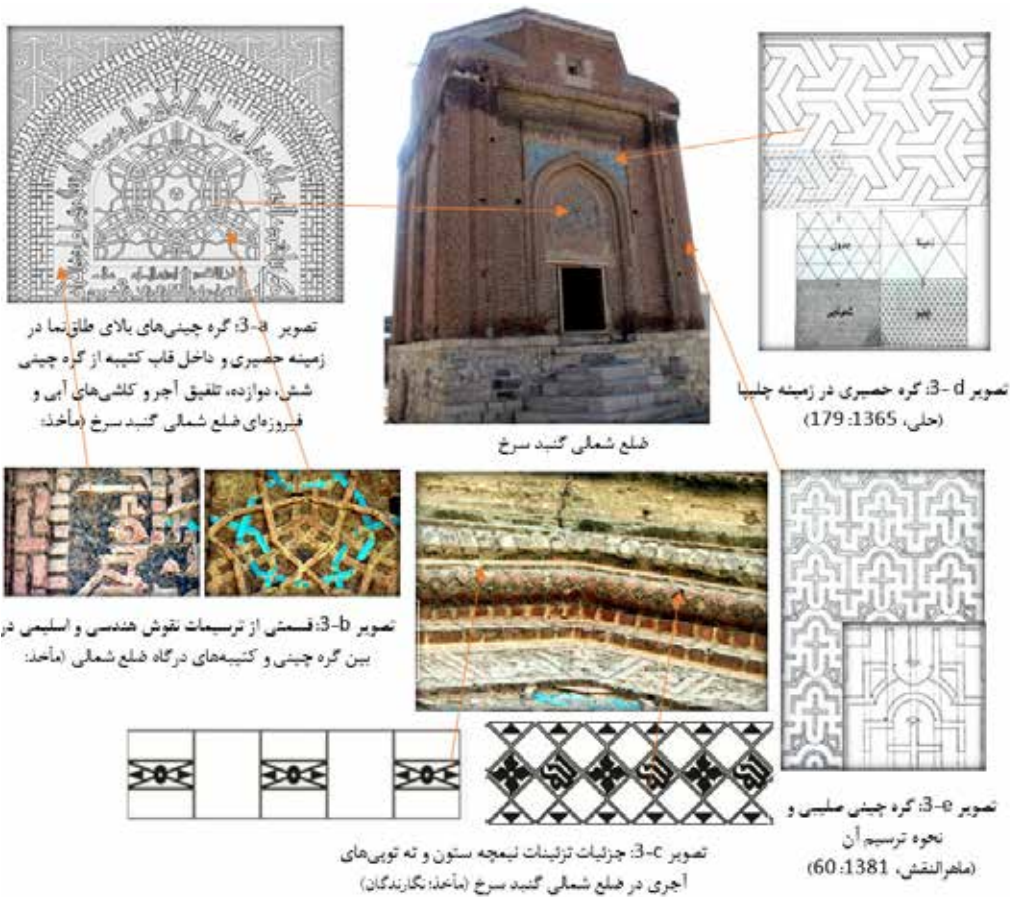 تصویر 3-a: گره چینی‌های بالای طاق‌نما در
زمینه حصیری و داخل قاب کتیبه از گره چینی
شش، دوازده، تلفیق آجر و کاشی‌های آبی و
فیروزه‌ای ضلع شمالی گنبد سرخ (مأخذ:
ضلع شمالی گنبد سرخ
تصویر 3-d: گره حصیری در زمینه چلیپا
(حلی، 1365: 179)
تصویر 3-b: قسمتی از ترسیمات نقوش هندسی و اسلیمی در
بین گره چینی و کتیبه‌های درگاه ضلع شمالی (مأخذ:
تصویر 3-c: جزئیات تزئینات نیمچه ستون و ته توپی‌های
آجری در ضلع شمالی گنبد سرخ (مأخذ: نگارندگان)
تصویر 3-e: گره چینی صلیبی و
نحوه ترسیم آن
(ماهرالنقش، 1381: 60)